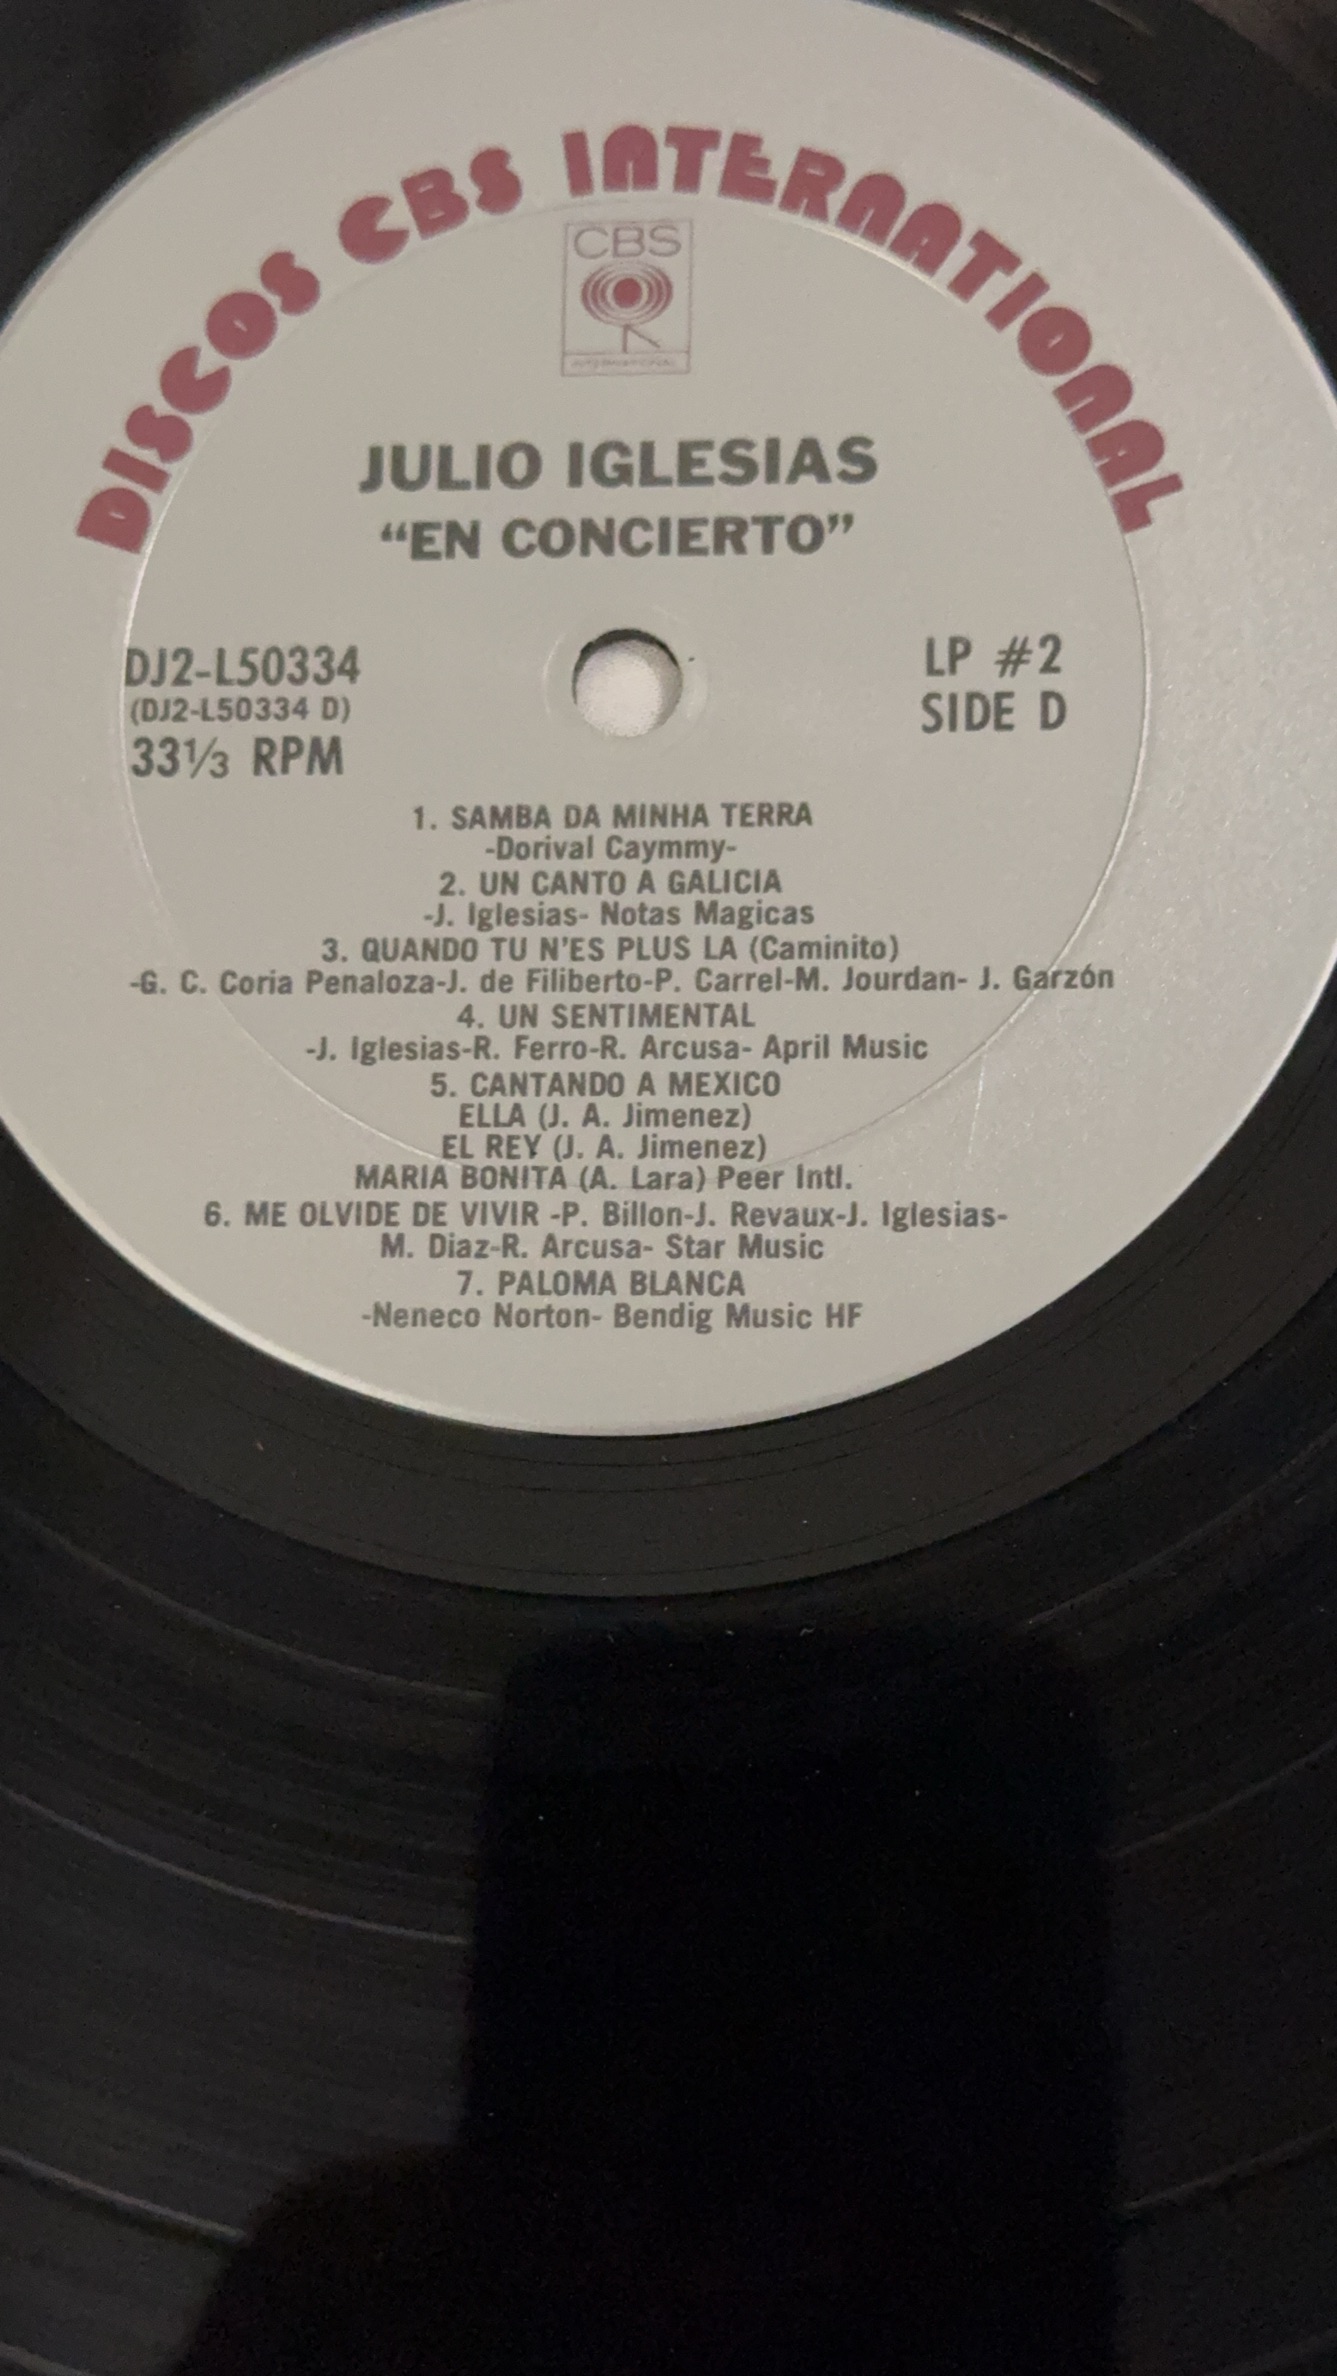 DISCOS CBS INTERNATIONAL
CBS
JULIO IGLESIAS
“EN CONCIERTO”
DJ2-L50334
(DJ2-L50334 D)
33⅓ RPM
LP #2
SIDE D
1. SAMBA DA MINHA TERRA
-Dorival Caymmy-
2. UN CANTO A GALICIA
-J. Iglesias- Notas Magicas
3. QUANDO TU N'ES PLUS LA (Caminito)
-G. C. Coria Penaloza-J. de Filiberto-P. Carrel-M. Jourdan- J. Garzón
4. UN SENTIMENTAL
-J. Iglesias-R. Ferro-R. Arcusa- April Music
5. CANTANDO A MEXICO
ELLA (J. A. Jimenez)
EL REY (J. A. Jimenez)
MARIA BONITA (A. Lara) Peer Intl.
6. ME OLVIDE DE VIVIR -P. Billon-J. Revaux-J. Iglesias-
M. Diaz-R. Arcusa- Star Music
7. PALOMA BLANCA
-Neneco Norton- Bendig Music HF